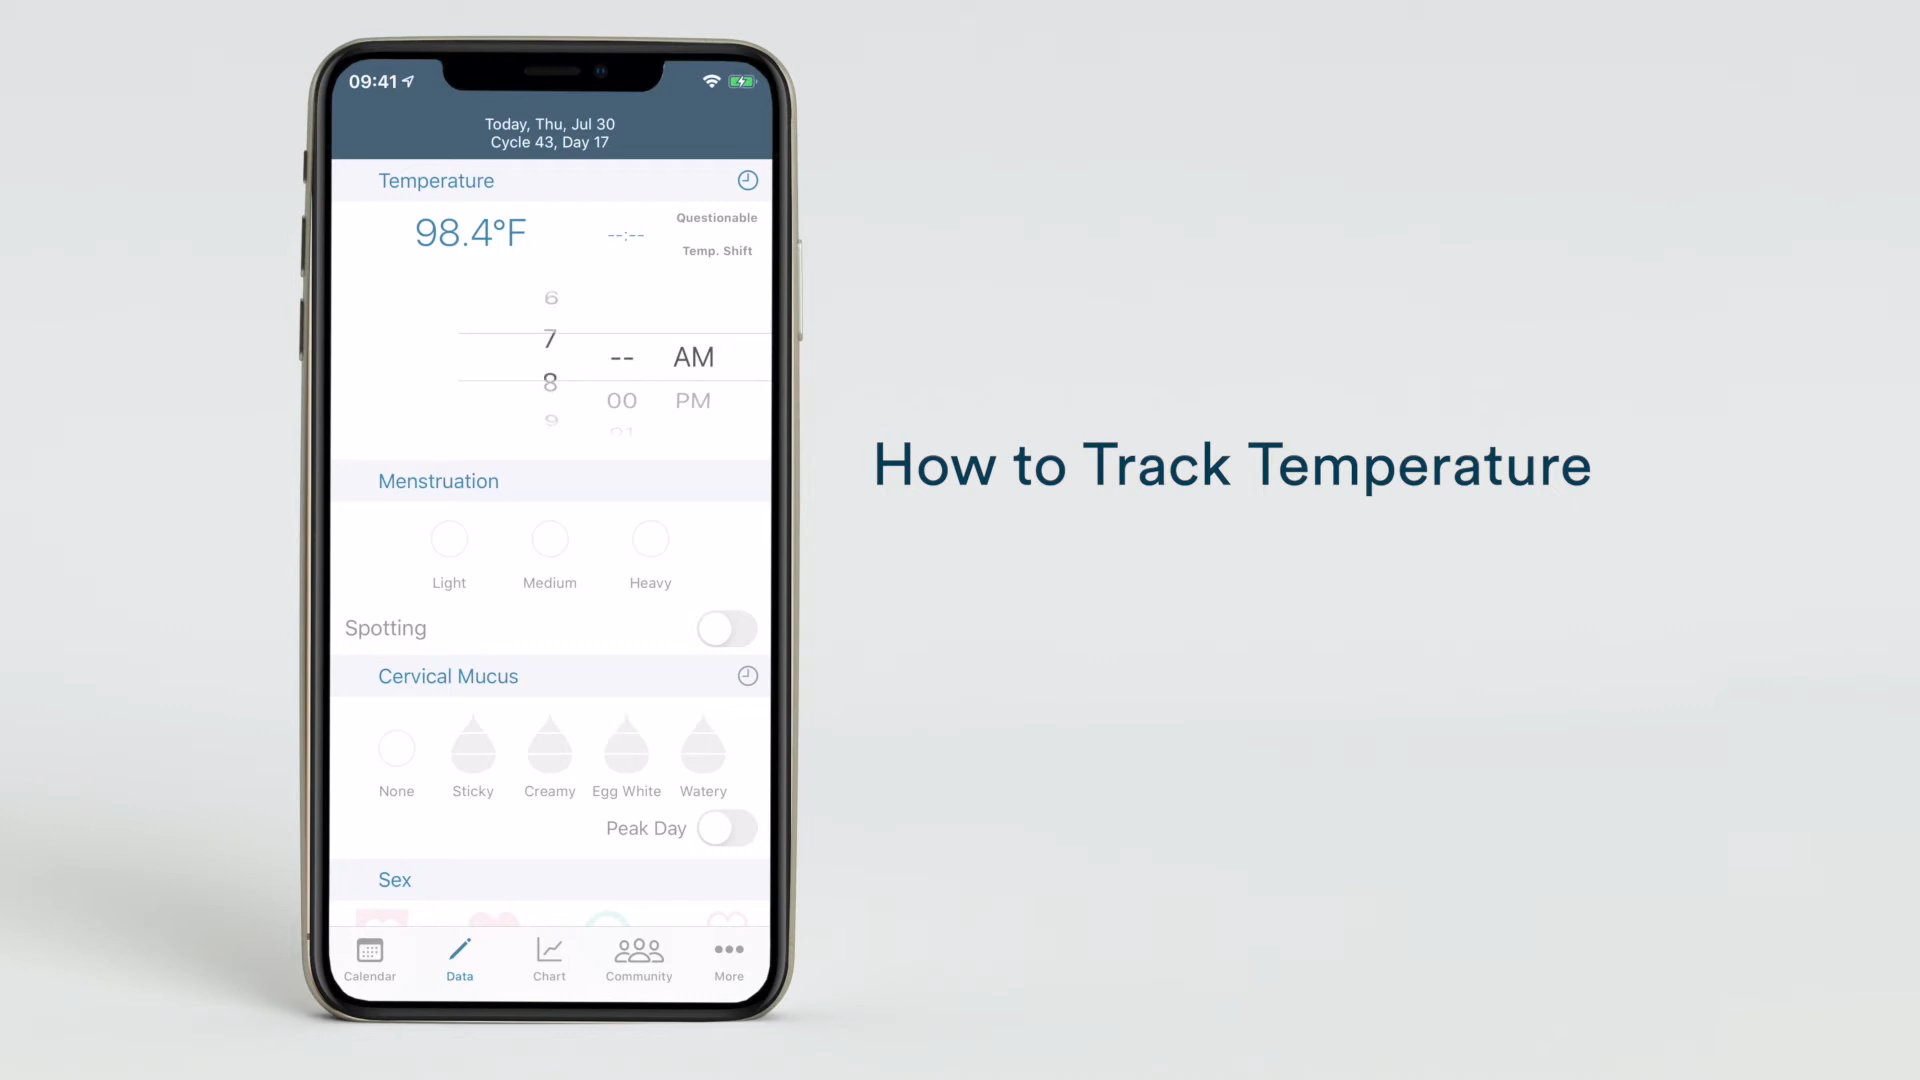 09:41
Today, Thu, Jul 30
Cycle 43, Day 17
Temperature
98.4°F --:-- Questionable
Temp. Shift
6
7
-- AM
8
00 PM
9
01
Menstruation
Light Medium Heavy
Spotting
Cervical Mucus
None Sticky Creamy Egg White Watery
Peak Day
Sex
Calendar Data Chart Community More
How to Track Temperature